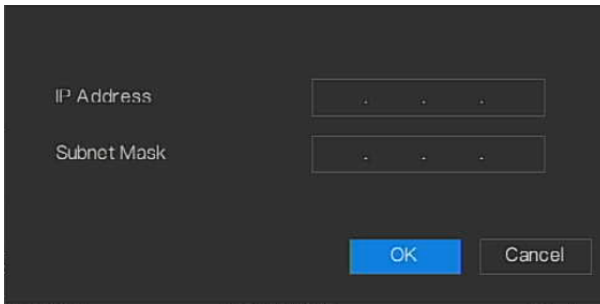 IP Address
. . .
Subnet Mask
. . .
OK Cancel